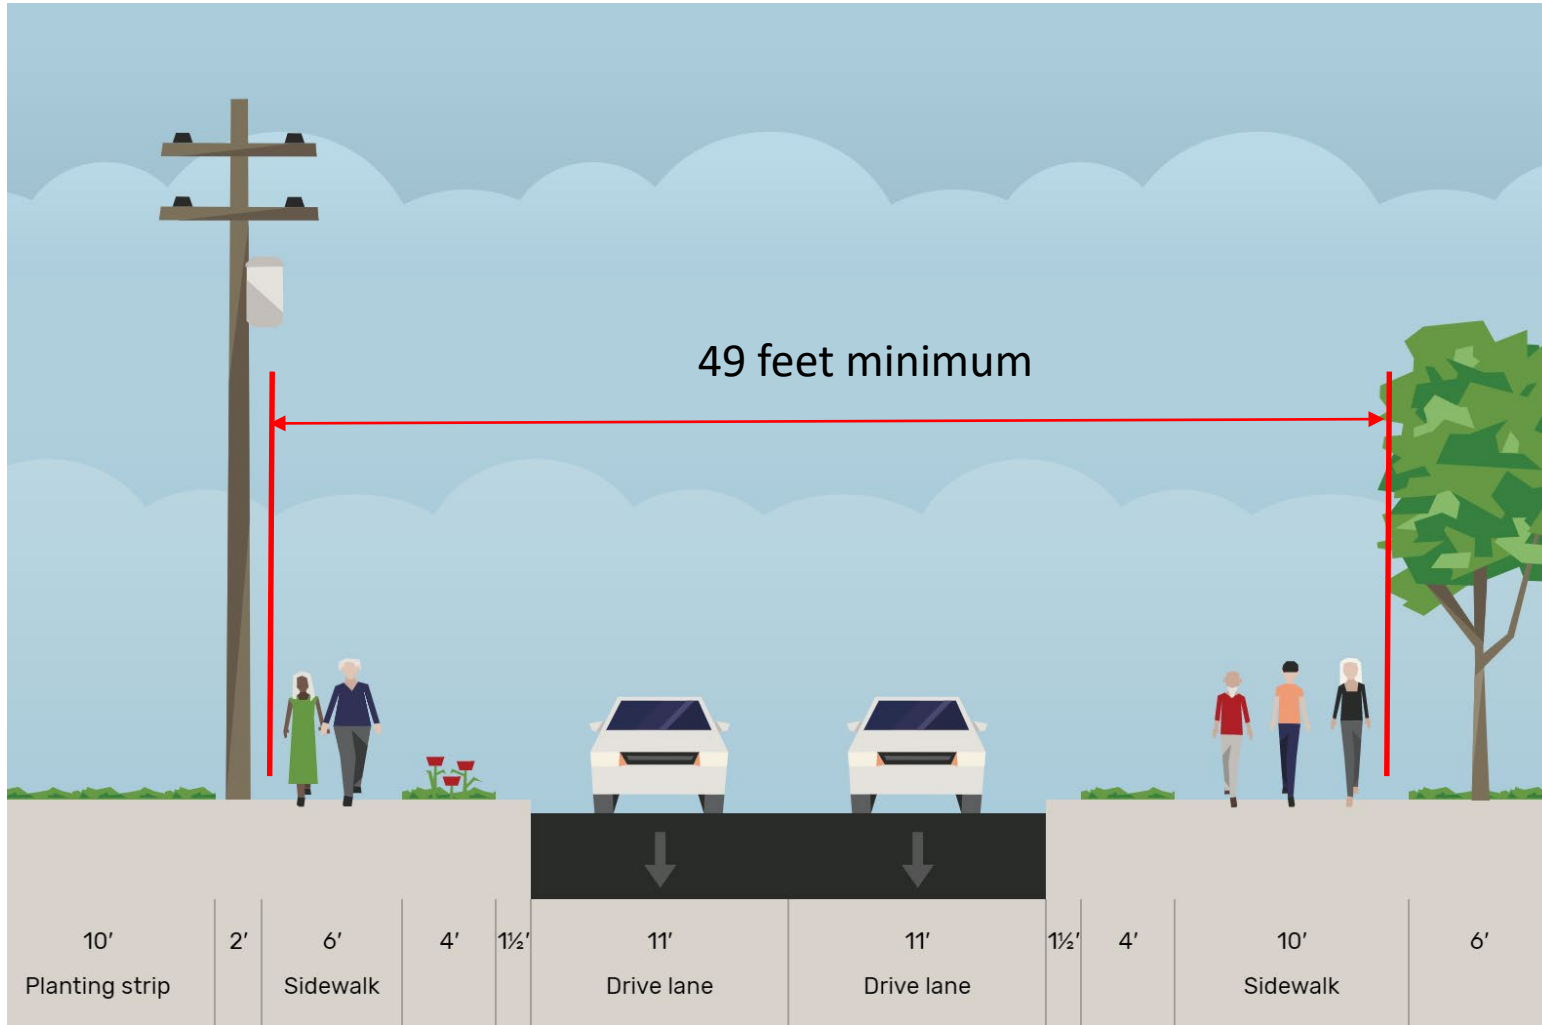 49 feet minimum
10′ 2′ 6′ 4′ 1½′ 11′ 11′ 1½′ 4′ 10′ 6′
Planting strip Sidewalk Drive lane Drive lane Sidewalk